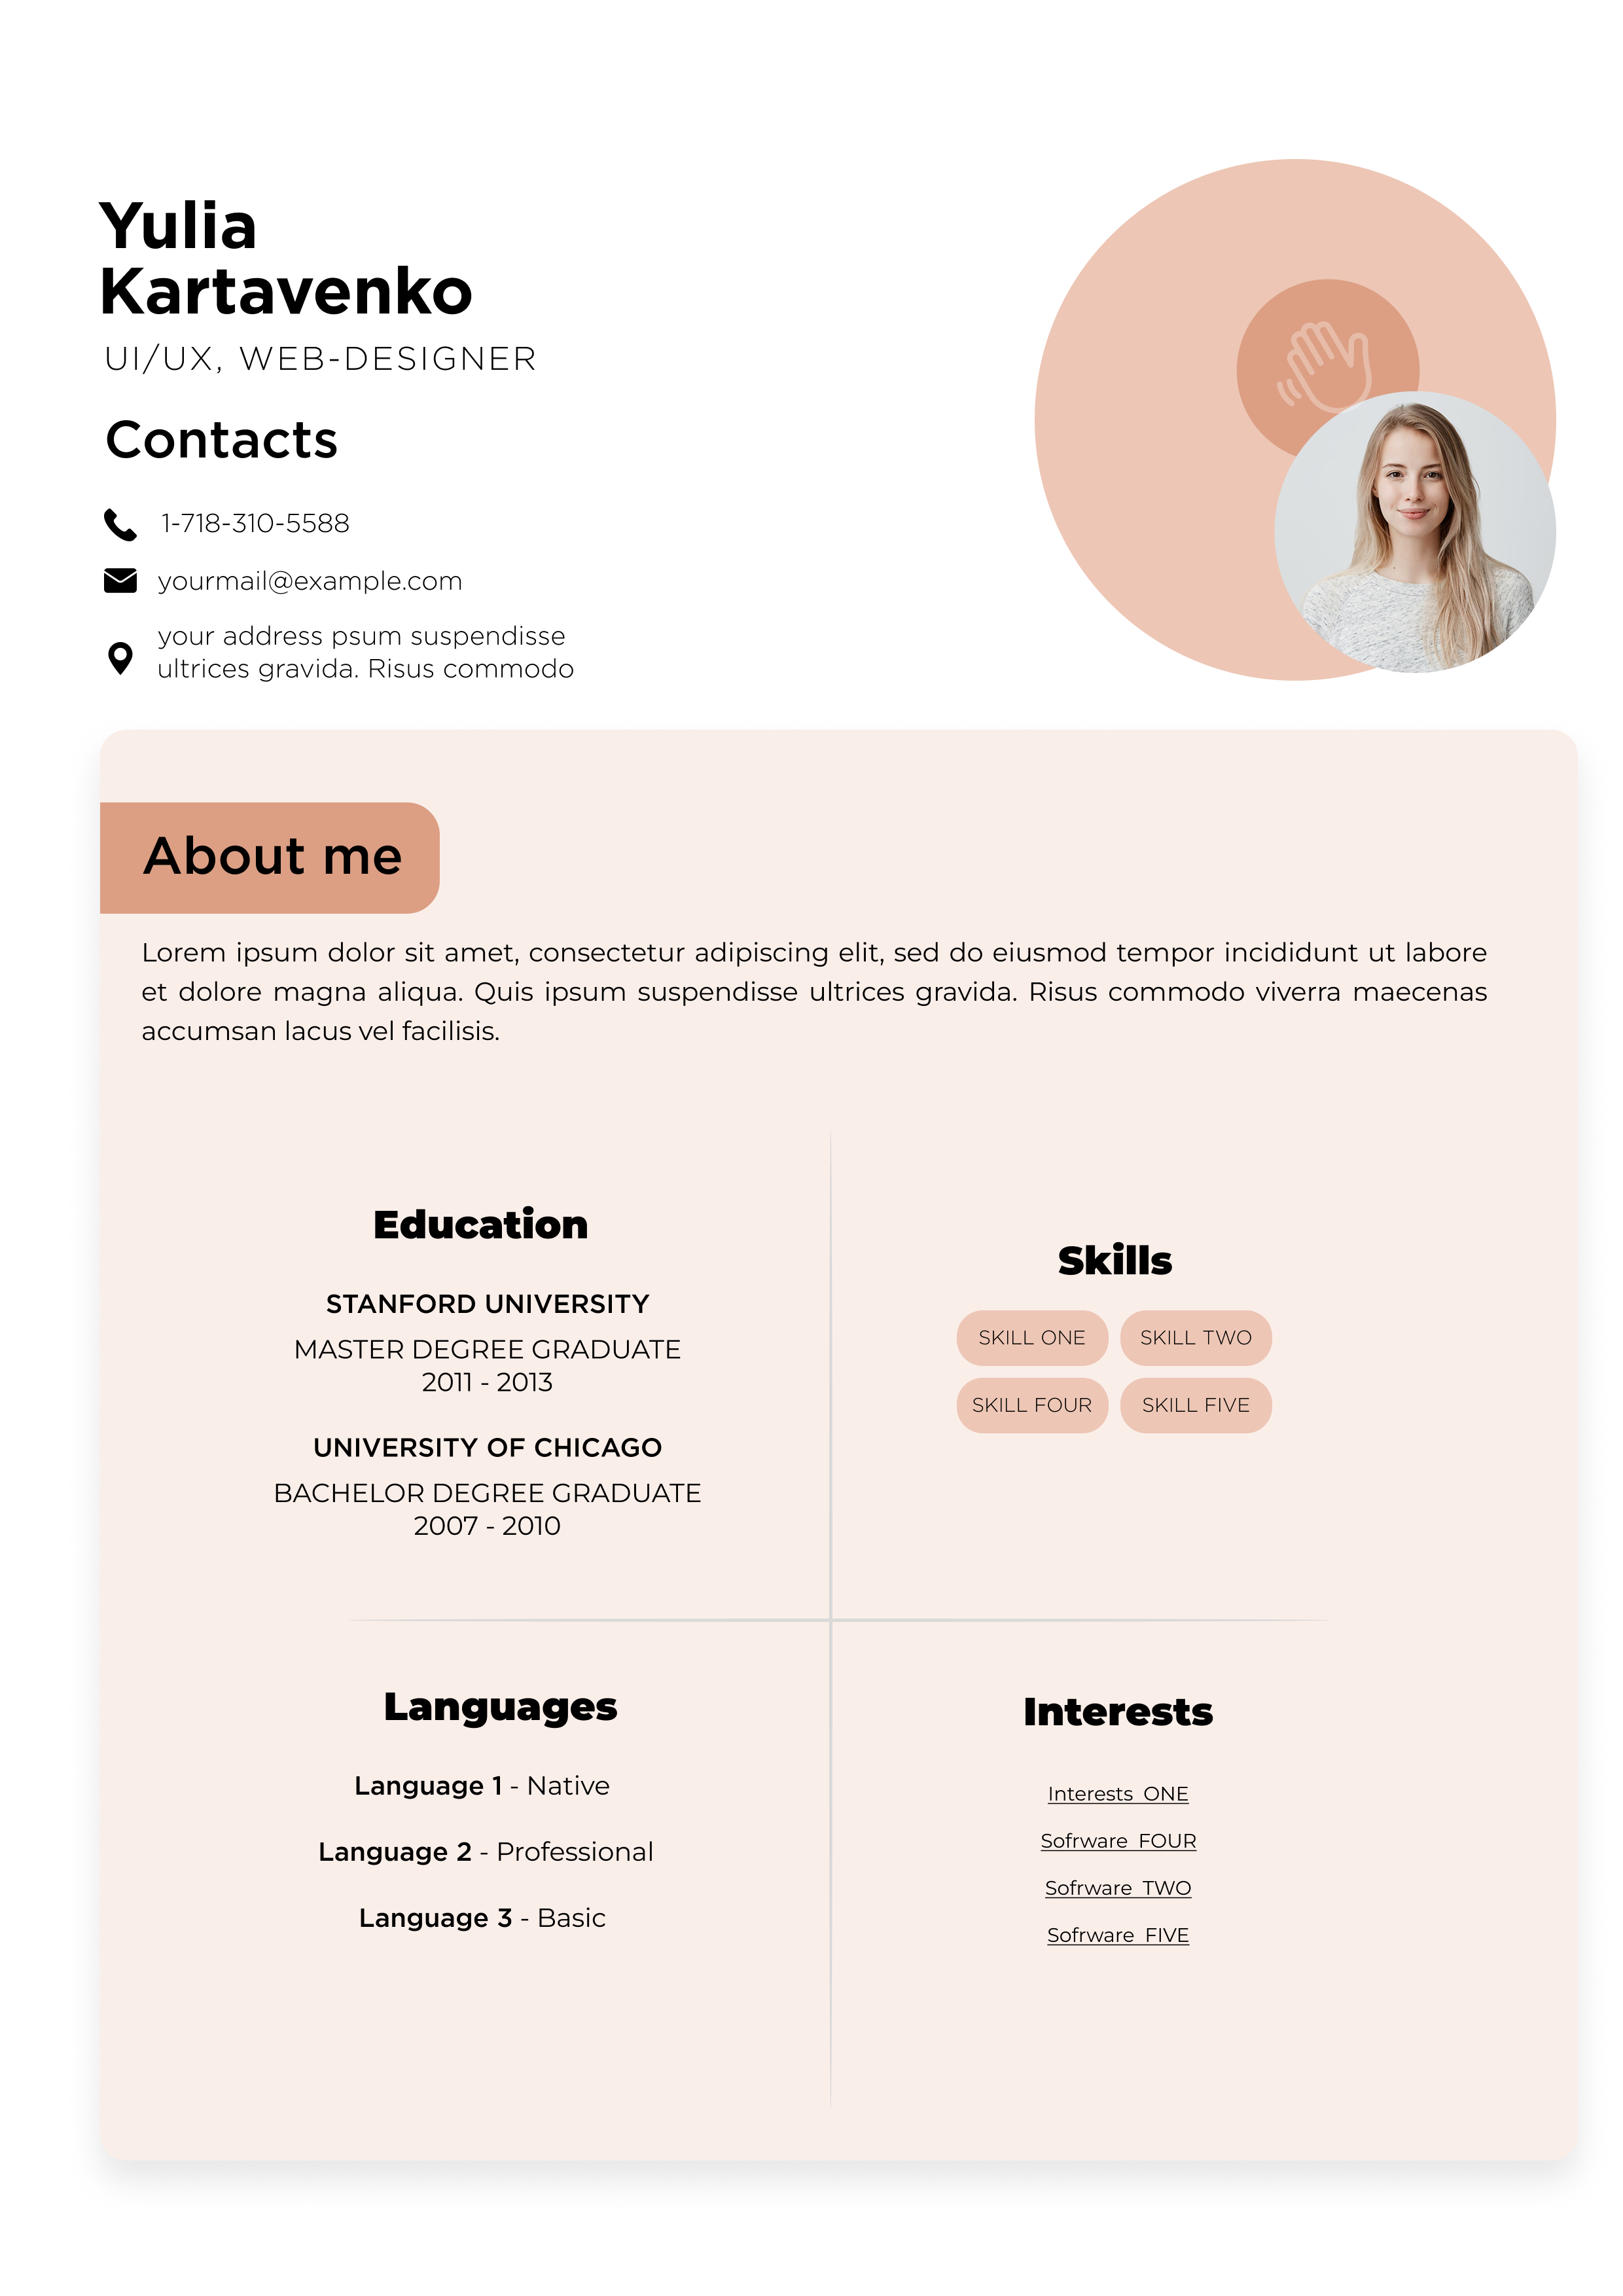 Yulia
Kartavenko
UI/UX, WEB-DESIGNER
Contacts
1-718-310-5588
yourmail@example.com
your address psum suspendisse
ultrices gravida. Risus commodo
About me
Lorem ipsum dolor sit amet, consectetur adipiscing elit, sed do eiusmod tempor incididunt ut labore
et dolore magna aliqua. Quis ipsum suspendisse ultrices gravida. Risus commodo viverra maecenas
accumsan lacus vel facilisis.
Education
STANFORD UNIVERSITY
MASTER DEGREE GRADUATE
2011 - 2013
UNIVERSITY OF CHICAGO
BACHELOR DEGREE GRADUATE
2007 - 2010
Skills
SKILL ONE
SKILL TWO
SKILL FOUR
SKILL FIVE
Languages
Language 1 - Native
Language 2 - Professional
Language 3 - Basic
Interests
Interests ONE
Sofrware FOUR
Sofrware TWO
Sofrware FIVE